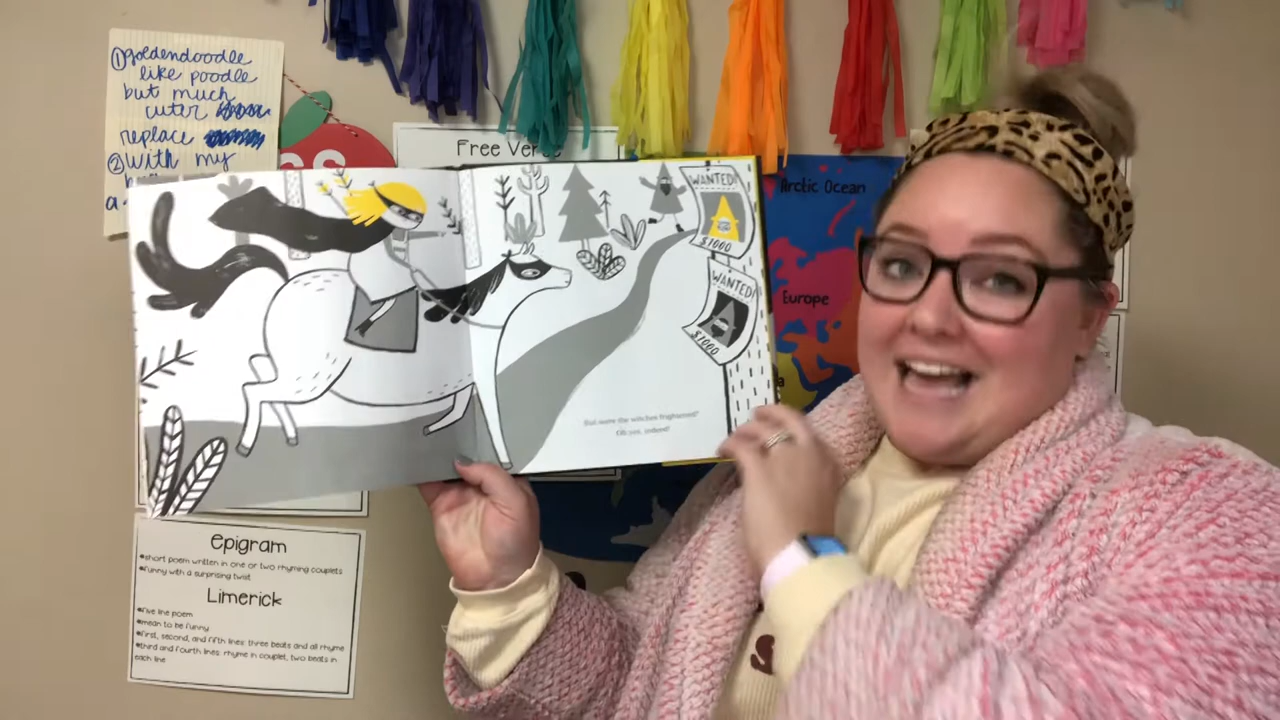 ①goldendoodle
like poodle
but much
cuter
replace
②with my
Free Verse
WANTED!
$1000
WANTED!
$1000
But were the witches frightened?
Oh yes, indeed!
Arctic Ocean
Europe
Epigram
*short poem written in one or two rhyming couplets
*funny with a surprising twist
Limerick
*five line poem
*mean to be funny
*first, second, and fifth lines: three beats and all rhyme
*third and fourth lines: rhyme in couplet, two beats in
each line